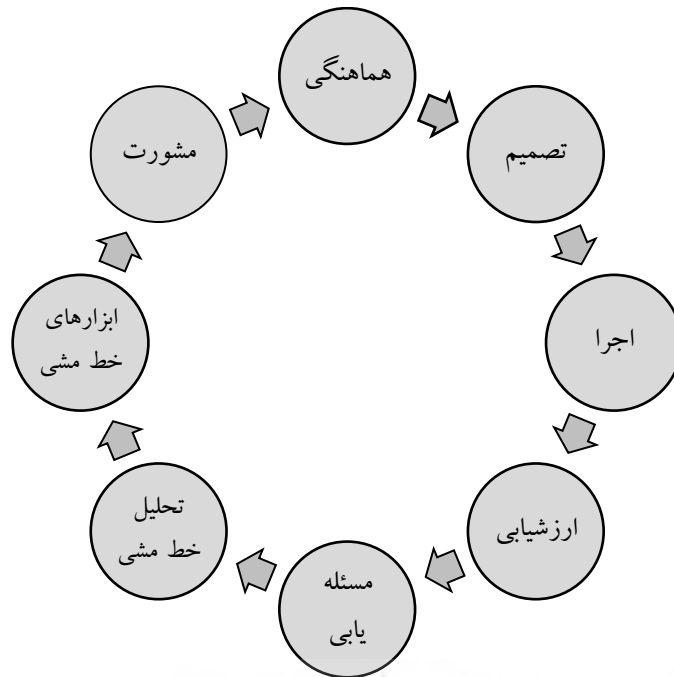 هماهنگی
تصمیم
اجرا
ارزشیابی
مسئله
یابی
تحلیل
خط مشی
ابزارهای
خط مشی
مشورت